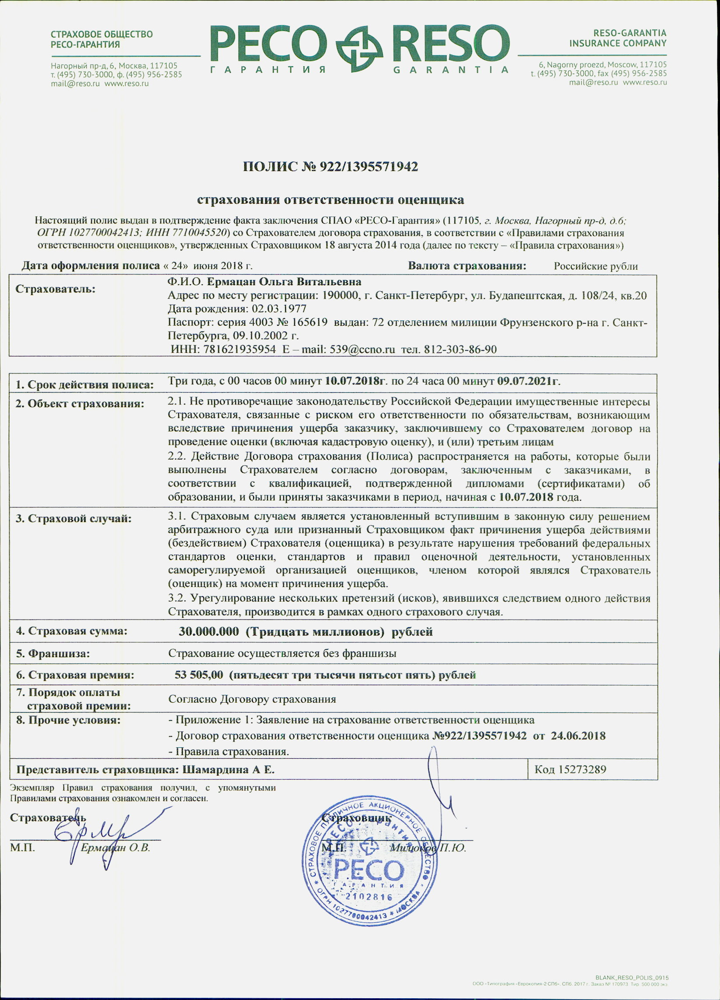 СТРАХОВОЕ ОБЩЕСТВО
РЕСО-ГАРАНТИЯ
Нагорный пр-д, 6, Москва, 117105
т. (495) 730-3000, ф. (495) 956-2585
mail@reso.ru www.reso.ru
РЕСО RESO
ГАРАНТИЯ GARANTIA
RESO-GARANTIA
INSURANCE COMPANY
6, Nagorny proezd, Moscow, 117105
t. (495) 730-3000, fax (495) 956-2585
mail@reso.ru www.reso.ru
ПОЛИС № 922/1395571942
страхования ответственности оценщика
Настоящий полис выдан в подтверждение факта заключения СПАО «РЕСО-Гарантия» (117105, г. Москва, Нагорный пр-д, д.6;
ОГРН 1027700042413; ИНН 7710045520) со Страхователем договора страхования, в соответствии с «Правилами страхования
ответственности оценщиков», утвержденных Страховщиком 18 августа 2014 года (далее по тексту – «Правила страхования»)
Дата оформления полиса « 24» июня 2018 г. Валюта страхования: Российские рубли
Страхователь:
Ф.И.О. Ермацан Ольга Витальевна
Адрес по месту регистрации: 190000, г. Санкт-Петербург, ул. Будапештская, д. 108/24, кв.20
Дата рождения: 02.03.1977
Паспорт: серия 4003 № 165619 выдан: 72 отделением милиции Фрунзенского р-на г. Санкт-
Петербурга, 09.10.2002 г.
ИНН: 781621935954 E – mail: 539@ccno.ru тел. 812-303-86-90
1. Срок действия полиса: Три года, с 00 часов 00 минут 10.07.2018г. по 24 часа 00 минут 09.07.2021г.
2. Объект страхования: 2.1. Не противоречащие законодательству Российской Федерации имущественные интересы
Страхователя, связанные с риском его ответственности по обязательствам, возникающим
вследствие причинения ущерба заказчику, заключившему со Страхователем договор на
проведение оценки (включая кадастровую оценку), и (или) третьим лицам
2.2. Действие Договора страхования (Полиса) распространяется на работы, которые были
выполнены Страхователем согласно договорам, заключенным с заказчиками, в
соответствии с квалификацией, подтвержденной дипломами (сертификатами) об
образовании, и были приняты заказчиками в период, начиная с 10.07.2018 года.
3. Страховой случай: 3.1. Страховым случаем является установленный вступившим в законную силу решением
арбитражного суда или признанный Страховщиком факт причинения ущерба действиями
(бездействием) Страхователя (оценщика) в результате нарушения требований федеральных
стандартов оценки, стандартов и правил оценочной деятельности, установленных
саморегулируемой организацией оценщиков, членом которой являлся Страхователь
(оценщик) на момент причинения ущерба.
3.2. Урегулирование нескольких претензий (исков), явившихся следствием одного действия
Страхователя, производится в рамках одного страхового случая.
4. Страховая сумма: 30.000.000 (Тридцать миллионов) рублей
5. Франшиза: Страхование осуществляется без франшизы
6. Страховая премия: 53 505,00 (пятьдесят три тысячи пятьсот пять) рублей
7. Порядок оплаты
страховой премии: Согласно Договору страхования
8. Прочие условия: - Приложение 1: Заявление на страхование ответственности оценщика
- Договор страхования ответственности оценщика №922/1395571942 от 24.06.2018
- Правила страхования.
Представитель страховщика: Шамардина А Е. Код 15273289
Экземпляр Правил страхования получил, с упомянутыми
Правилами страхования ознакомлен и согласен.
Страхователь Страховщик
М.П. Ермацан О.В. М.П. Милюков П.Ю.
СТРАХОВОЕ ПУБЛИЧНОЕ АКЦИОНЕРНОЕ ОБЩЕСТВО
РЕСО-Гарантия
РЕСО
ГАРАНТИЯ
2102816
ОГРН 1027700042413 * МОСКВА
BLANK_RESO_POLIS_0915
ООО «Типография «Еврокопия-2 СПб». СПб. 2017 г. Заказ № 170973 Тир. 500 000 экз.